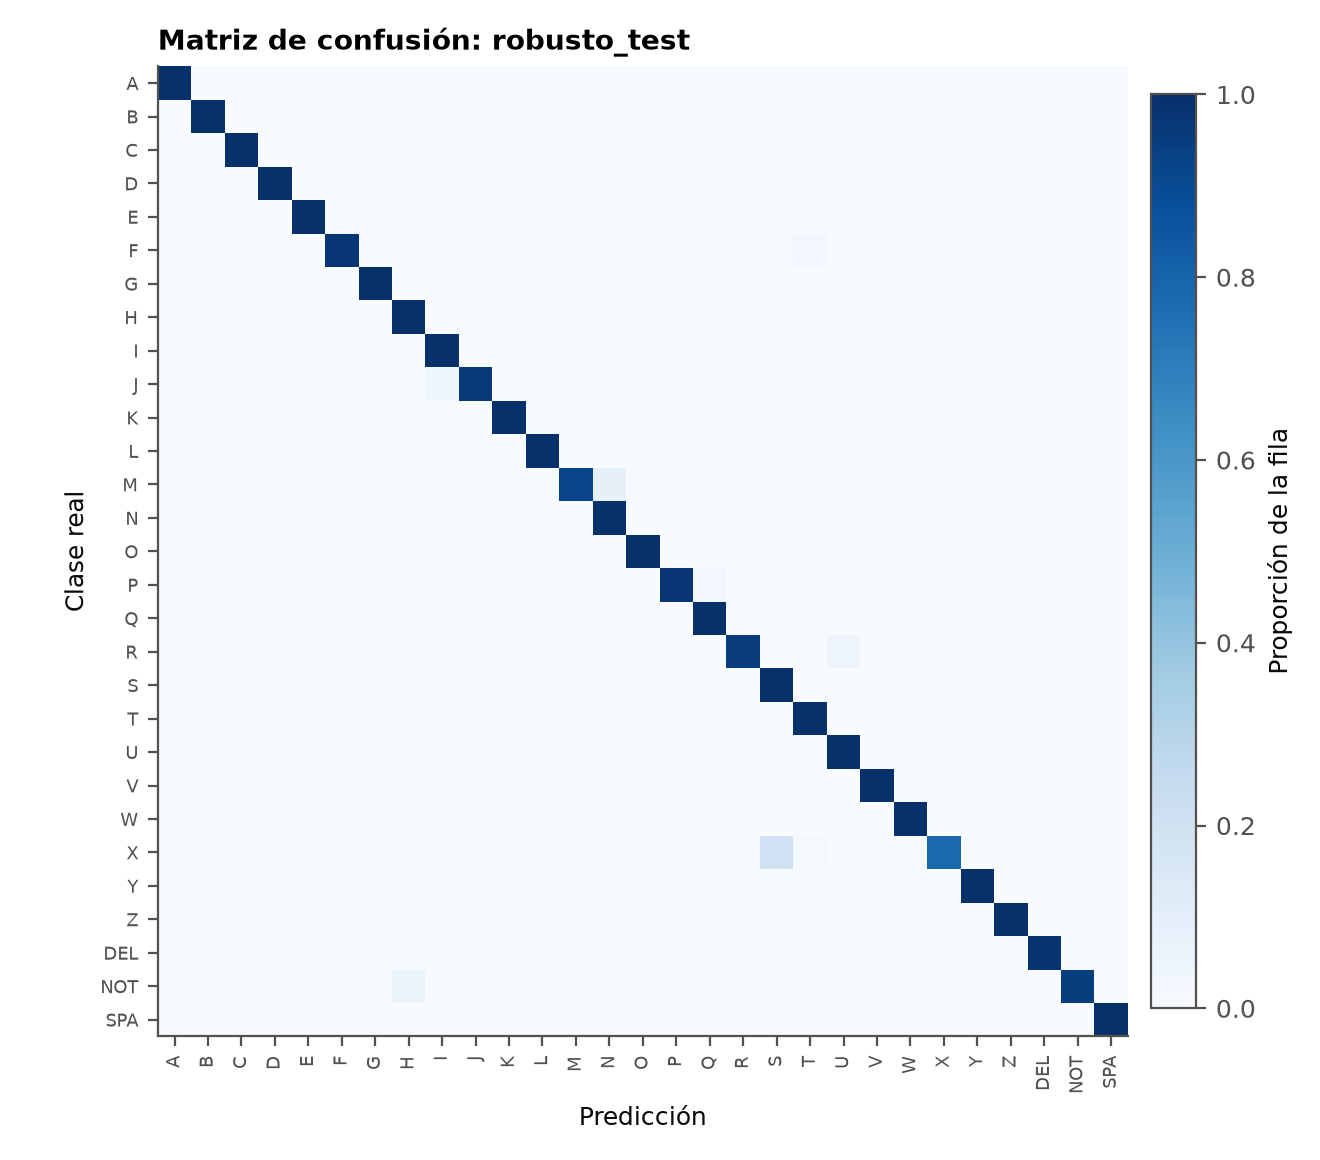 Matriz de confusión: robusto_test
A
B
C
D
E
F
G
H
I
J
K
L
M
N
O
P
Q
R
S
T
U
V
W
X
Y
Z
DEL
NOT
SPA
Clase real
A B C D E F G H I J K L M N O P Q R S T U V W X Y Z DEL NOT SPA
Predicción
1.0
0.8
0.6
0.4
0.2
0.0
Proporción de la fila